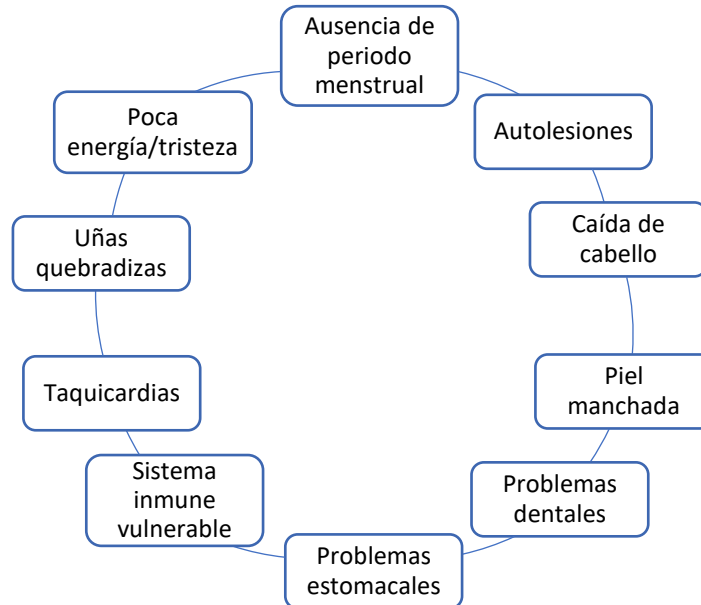 Ausencia de
periodo
menstrual
Autolesiones
Caída de
cabello
Piel
manchada
Problemas
dentales
Problemas
estomacales
Sistema
inmune
vulnerable
Taquicardias
Uñas
quebradizas
Poca
energía/tristeza